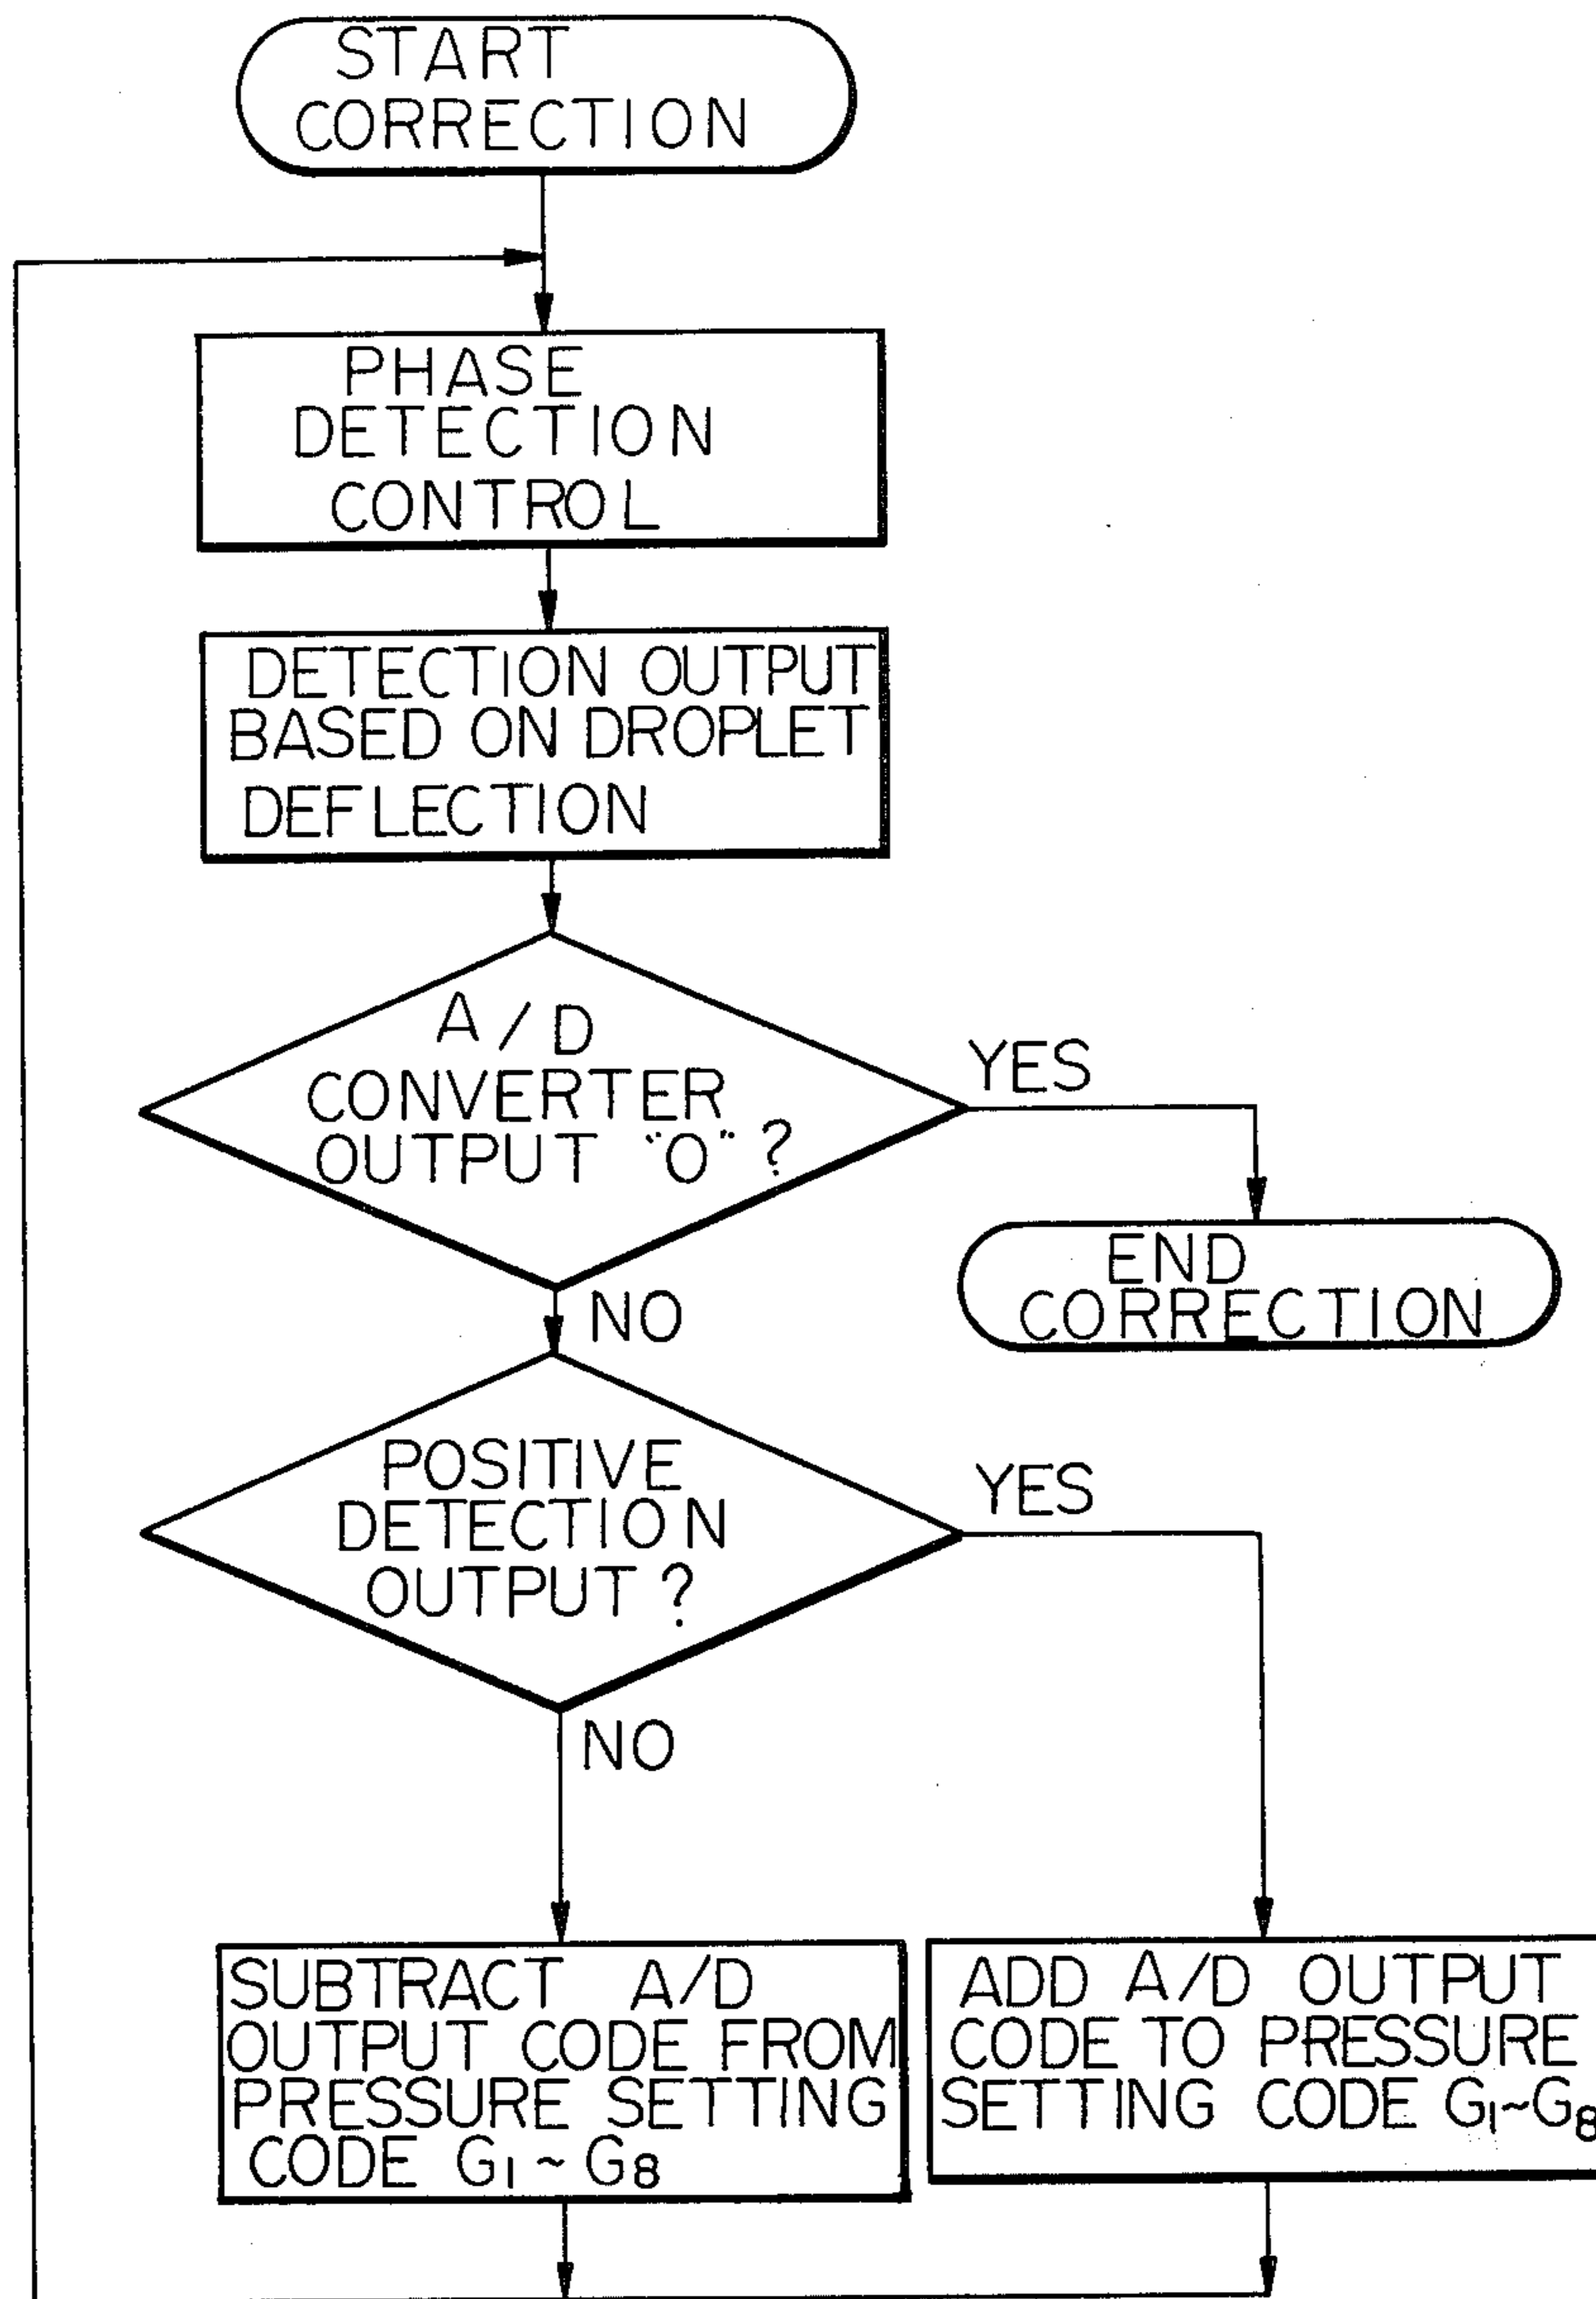 START
CORRECTION
PHASE
DETECTION
CONTROL
DETECTION OUTPUT
BASED ON DROPLET
DEFLECTION
A/D
CONVERTER
OUTPUT "O"?
YES
END
CORRECTION
NO
POSITIVE
DETECTION
OUTPUT?
YES
NO
SUBTRACT A/D
OUTPUT CODE FROM
PRESSURE SETTING
CODE G1~G8
ADD A/D OUTPUT
CODE TO PRESSURE
SETTING CODE G1~G8